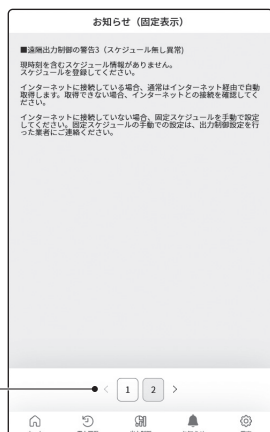 お知らせ（固定表示）
■遠隔出力制御の警告3（スケジュール無し異常）
現時刻を含むスケジュール情報がありません。
スケジュールを登録してください。
インターネットに接続している場合、通常はインターネット経由で自動
取得します。取得できない場合、インターネットとの接続を確認してく
ださい。
インターネットに接続していない場合、固定スケジュールを手動で設定
してください。固定スケジュールの手動での設定は、出力制御設定を行
った業者にご連絡ください。
< 1 2 >